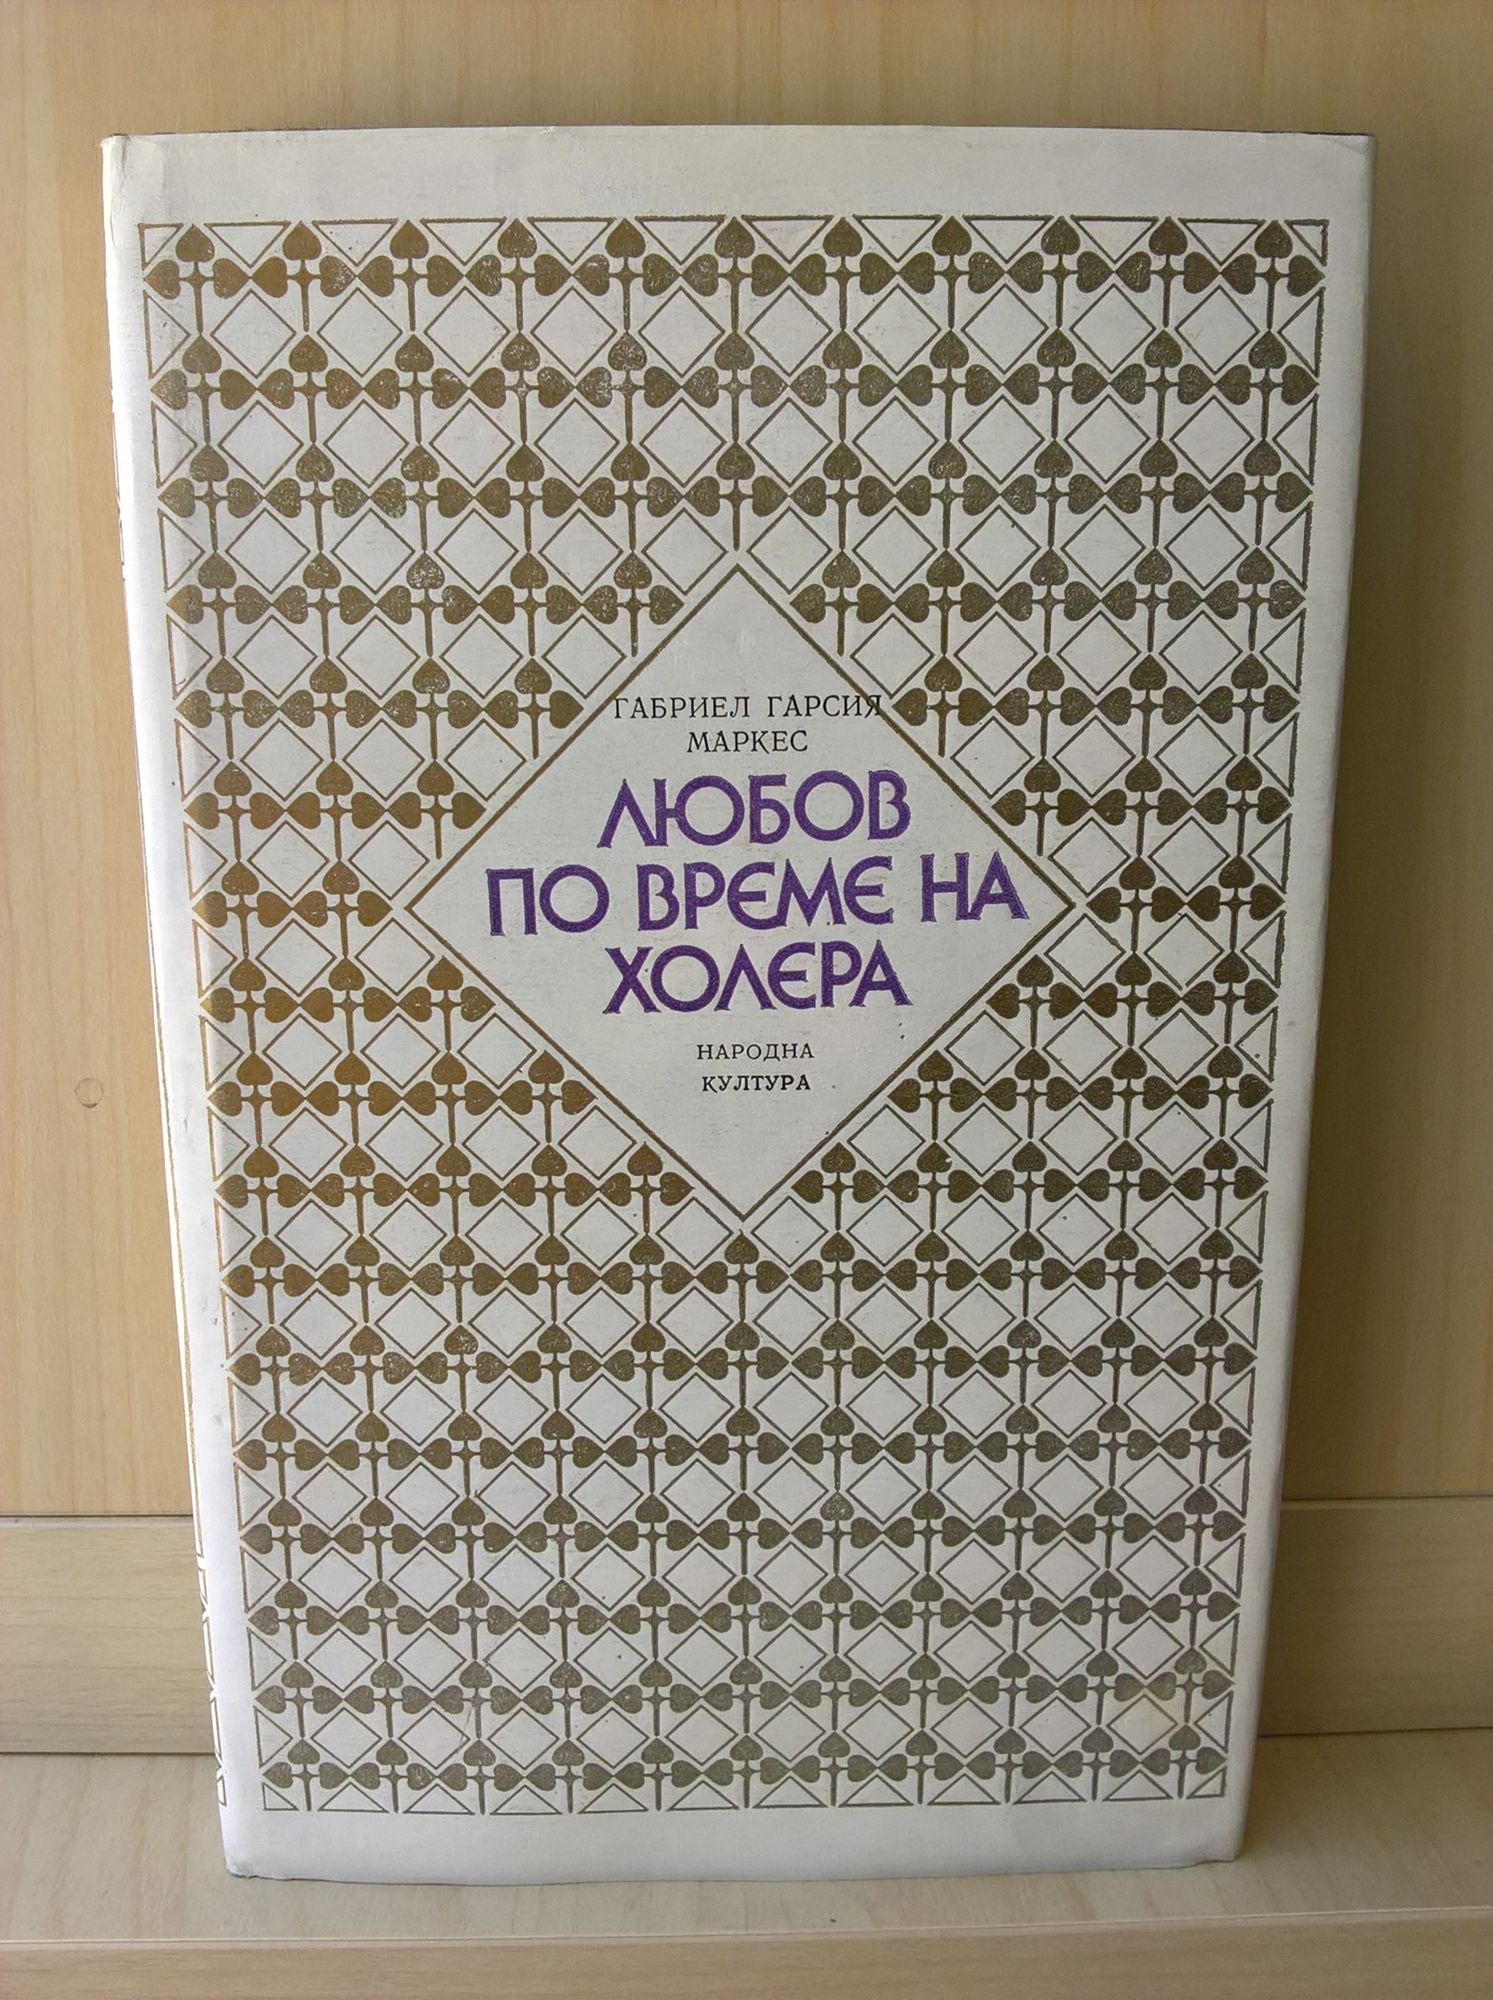 ГАБРИЕЛ ГАРСИЯ
МАРКЕС
ЛЮБОВ
ПО ВРЕМЕ НА
ХОЛЕРА
НАРОДНА
КУЛТУРА